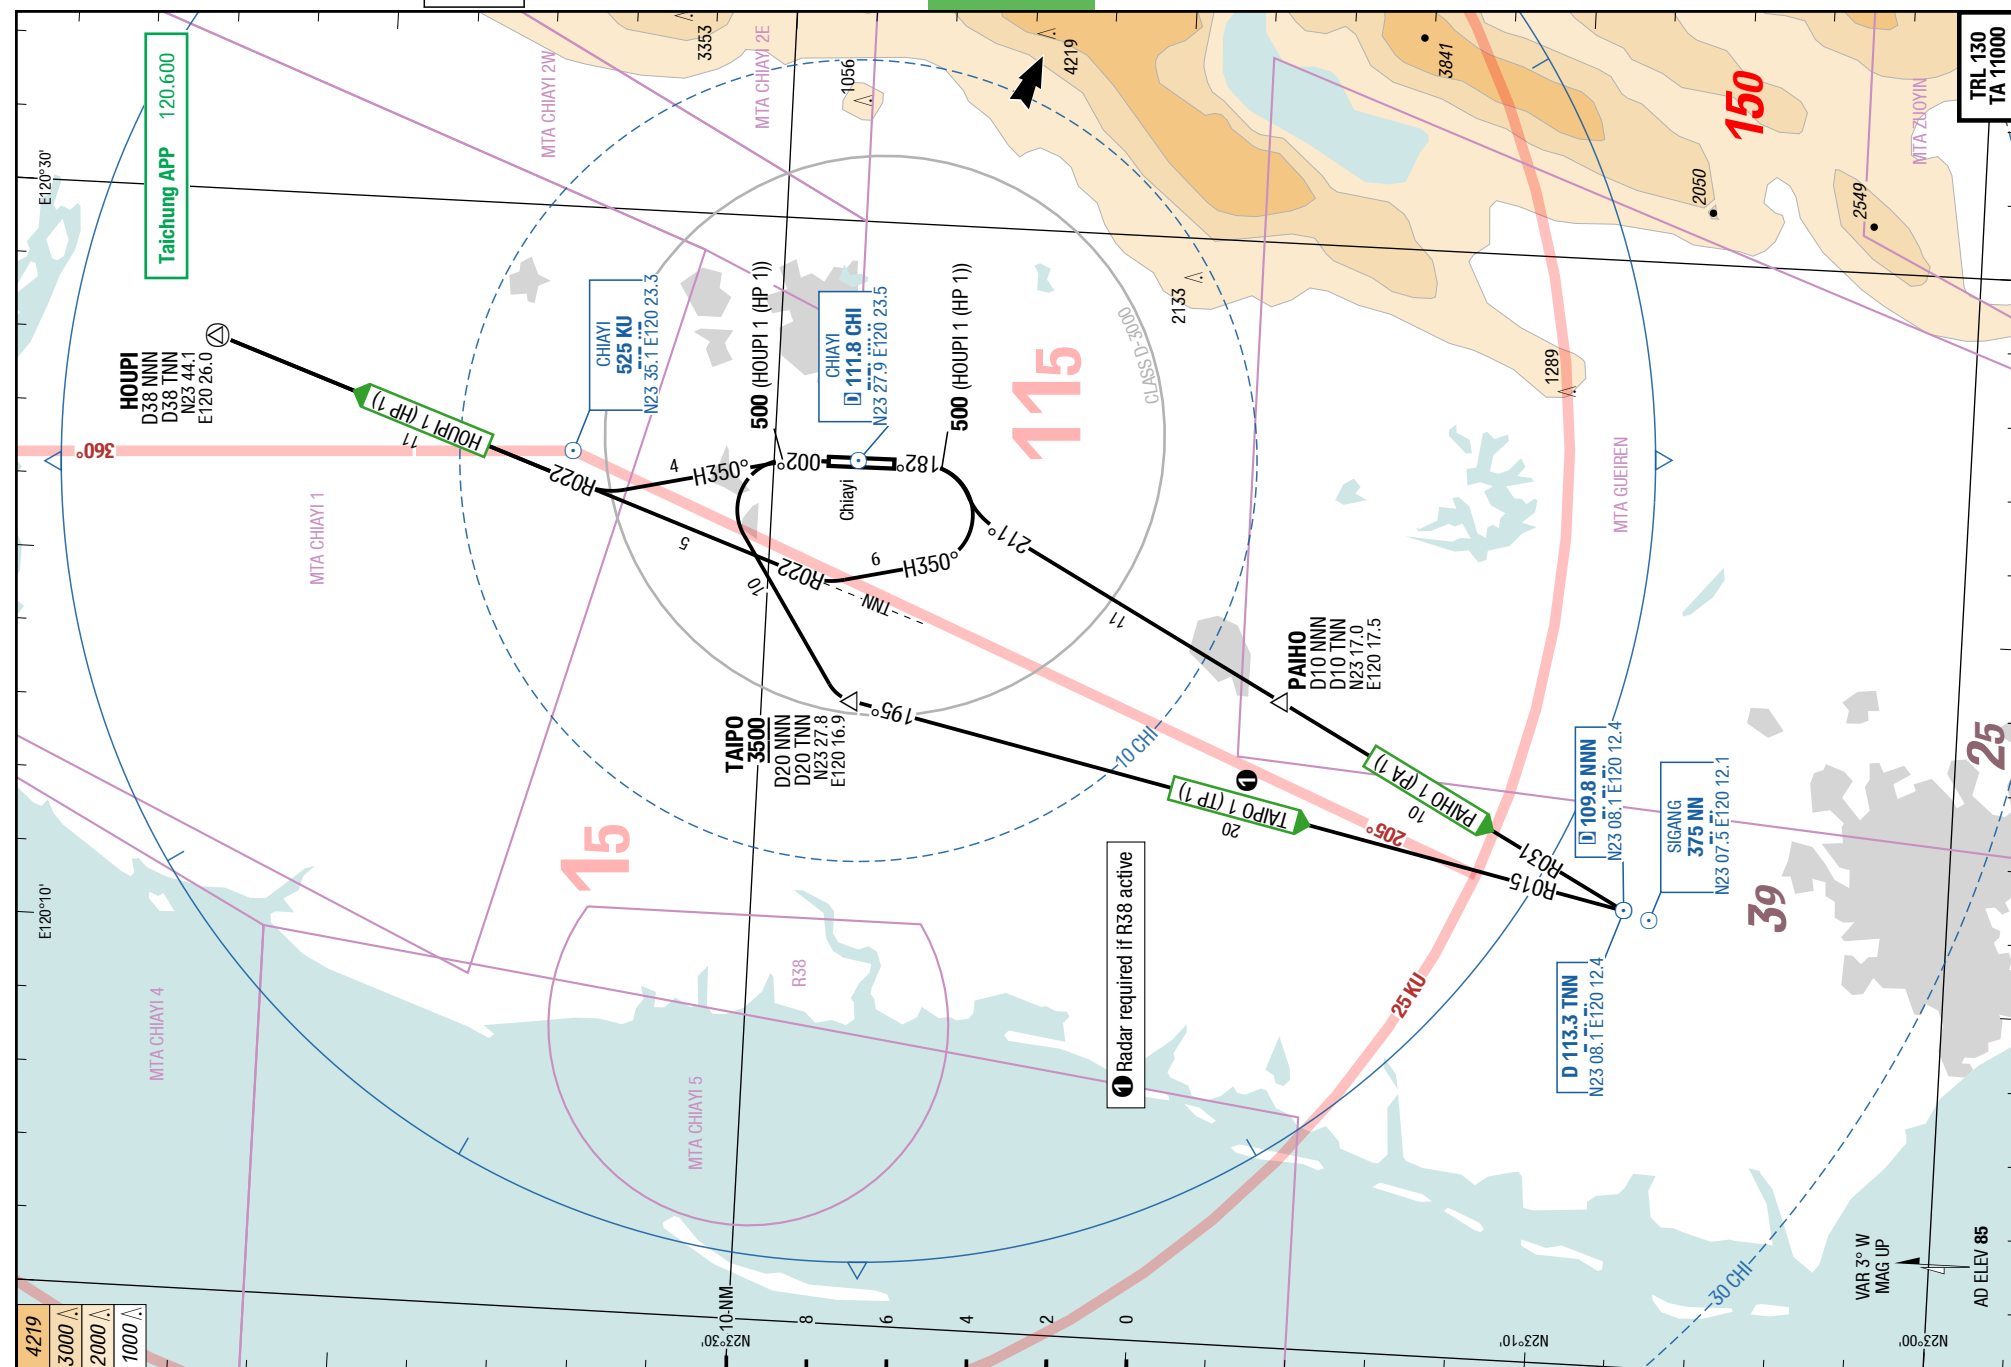 Taichung APP 120.600
E120°30'
MTA CHIAYI 2W
MTA CHIAYI 2E
3353
1056
4219
3841
150
2050
2549
MTA ZUOYIN
TRL 130
TA 11000
HOUPI
D38 NNN
D38 TNN
N23 44.1
E120 26.0
HOUPI 1 (HP 1)
11
360°
R022
CHIAYI
525 KU
N23 35.1 E120 23.3
4
H350°
500 (HOUPI 1 (HP 1))
002°
CHIAYI
D 111.8 CHI
N23 27.9 E120 23.5
Chiayi
182°
500 (HOUPI 1 (HP 1))
115
CLASS D-3000
2133
1289
MTA GUEIREN
MTA CHIAYI 1
5
R022
TNN
9
H350°
211°
11
70
TAIPO
3500
D20 NNN
D20 TNN
N23 27.8
E120 16.9
195°
10 CHI
TAIPO 1 (TP 1)
20
1
205°
PAIHO
D10 NNN
D10 TNN
N23 17.0
E120 17.5
PAIHO 1 (PA 1)
10
R031
R015
D 109.8 NNN
N23 08.1 E120 12.4
SIGANG
375 NN
N23 07.5 E120 12.1
D 113.3 TNN
N23 08.1 E120 12.4
25
39
15
R38
1 Radar required if R38 active
25 KU
E120°10'
MTA CHIAYI 4
MTA CHIAYI 5
30 CHI
VAR 3° W
MAG UP
AD ELEV 85
4219
3000
2000
1000
N23°30'
10-NM
8
6
4
2
0
N23°10'
N23°00'